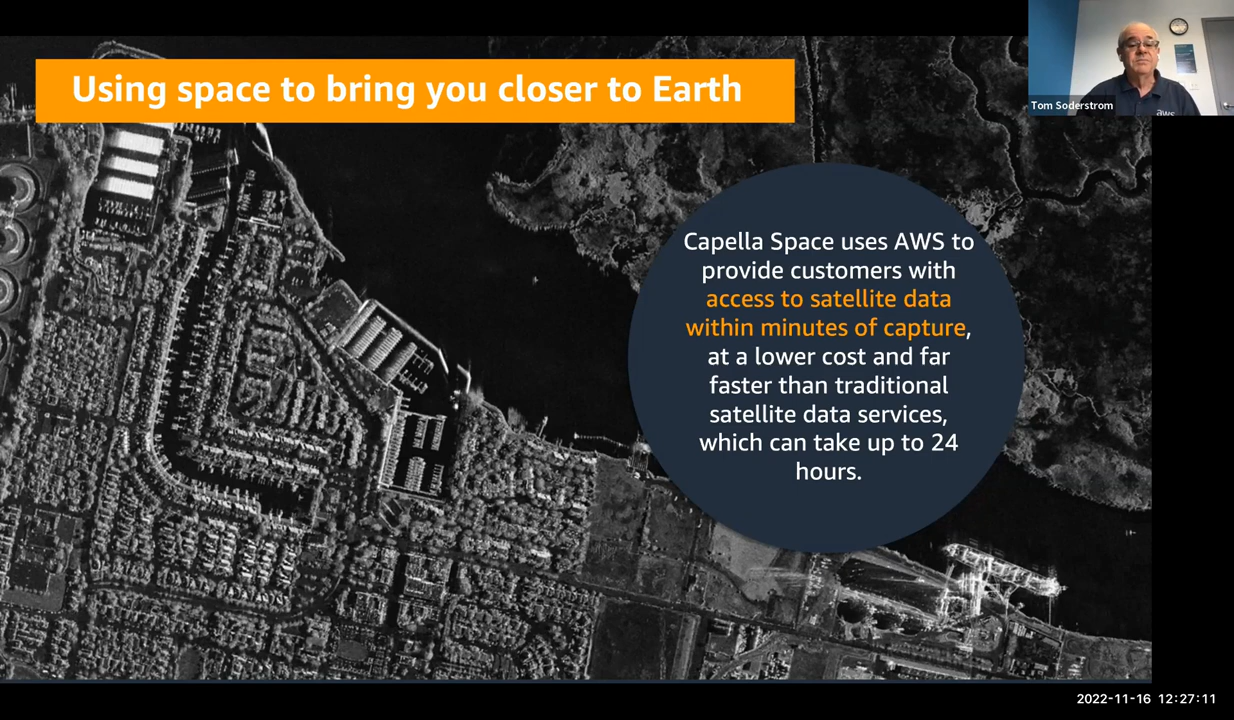 Using space to bring you closer to Earth
Tom Soderstrom
aws
Capella Space uses AWS to
provide customers with
access to satellite data
within minutes of capture,
at a lower cost and far
faster than traditional
satellite data services,
which can take up to 24
hours.
2022-11-16 12:27:11